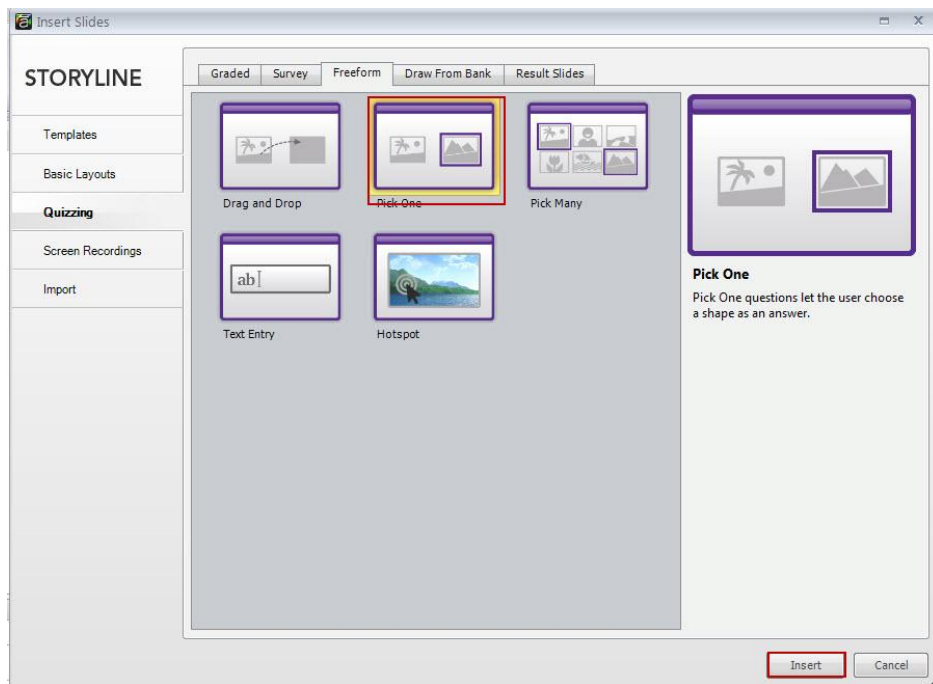 Insert Slides
STORYLINE
Templates
Basic Layouts
Quizzing
Screen Recordings
Import
Graded Survey Freeform Draw From Bank Result Slides
Drag and Drop Pick One Pick Many
ab
Text Entry Hotspot
Pick One
Pick One questions let the user choose
a shape as an answer.
Insert Cancel